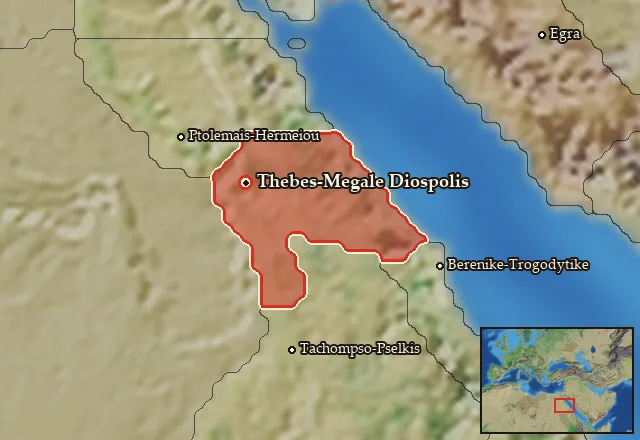 Egra
Ptolemais-Hermeiou
Thebes-Megale Diospolis
Berenike-Trogodytike
Tachompso-Pselkis